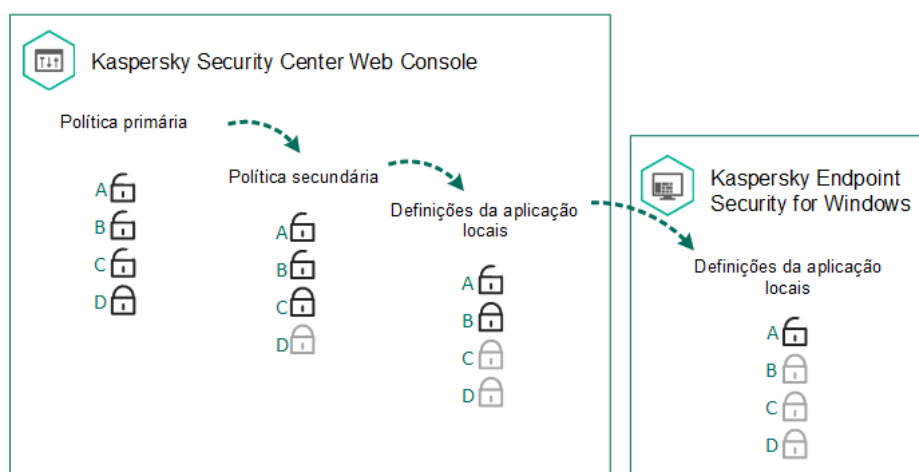 Kaspersky Security Center Web Console
Política primária
A
B
C
D
Política secundária
A
B
C
D
Definições da aplicação
locais
A
B
C
D
Kaspersky Endpoint
Security for Windows
Definições da aplicação
locais
A
B
C
D